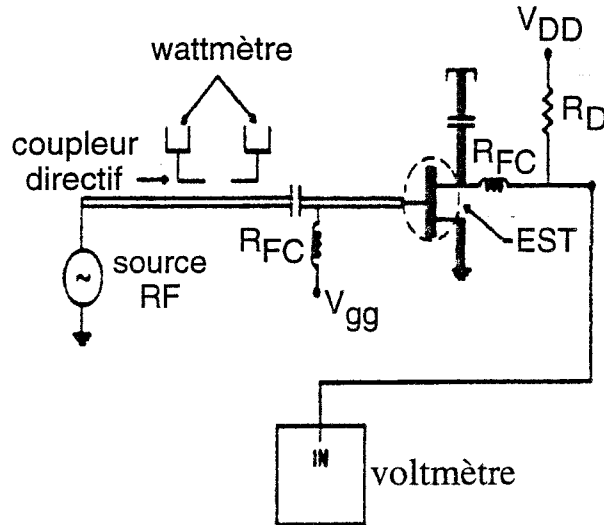 V_DD
wattmètre
R_D
coupleur
directif
R_FC
R_FC
EST
source
RF
~
V_gg
IN
voltmètre